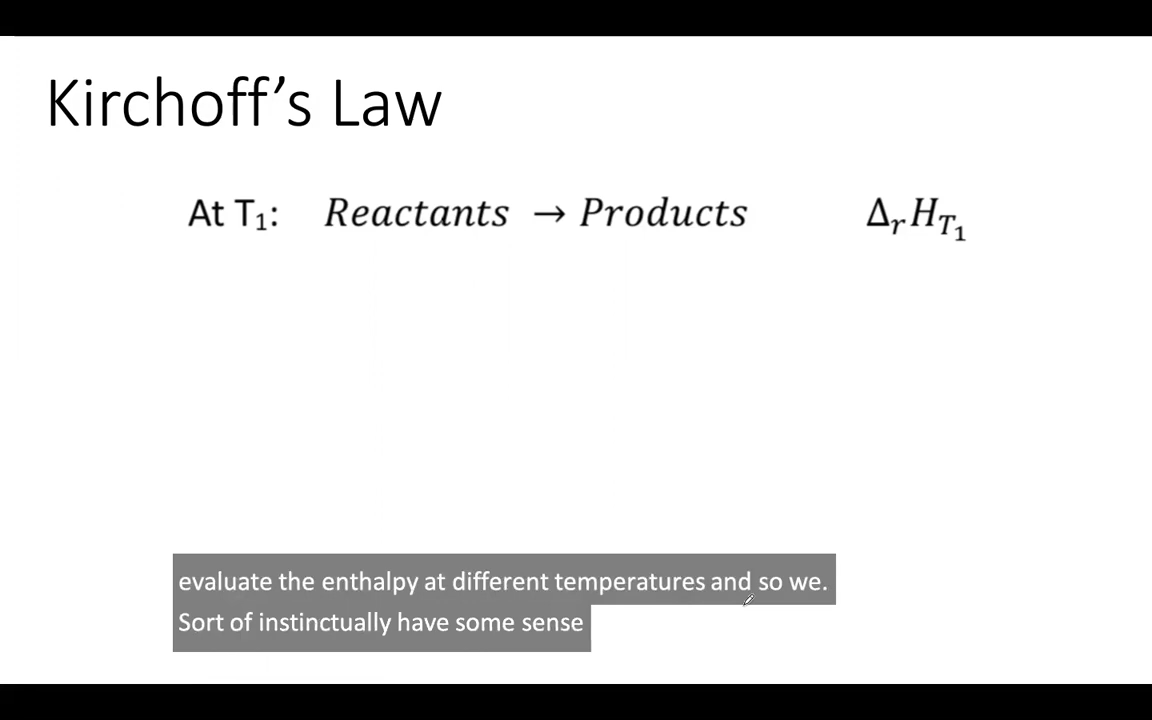 Kirchoff’s Law
At T₁: Reactants → Products ΔᵣH_T₁
evaluate the enthalpy at different temperatures and so we.
Sort of instinctually have some sense